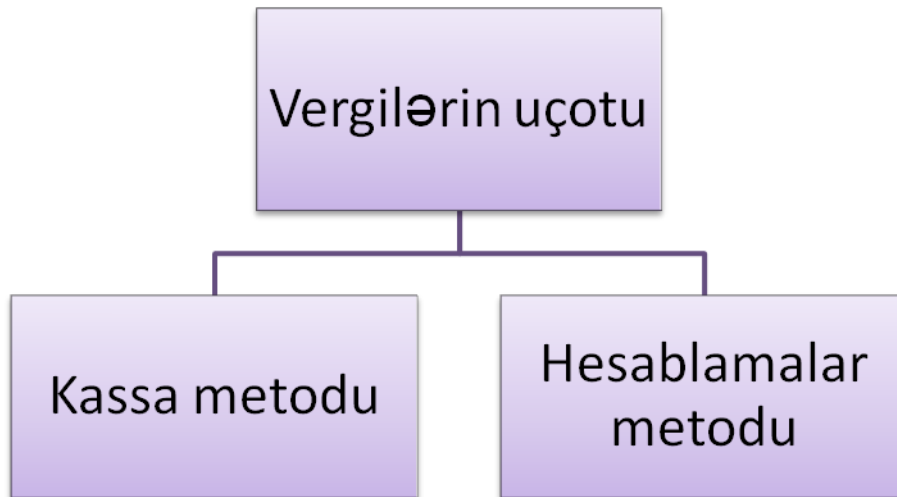 Vergilərin uçotu
Kassa metodu
Hesablamalar
metodu